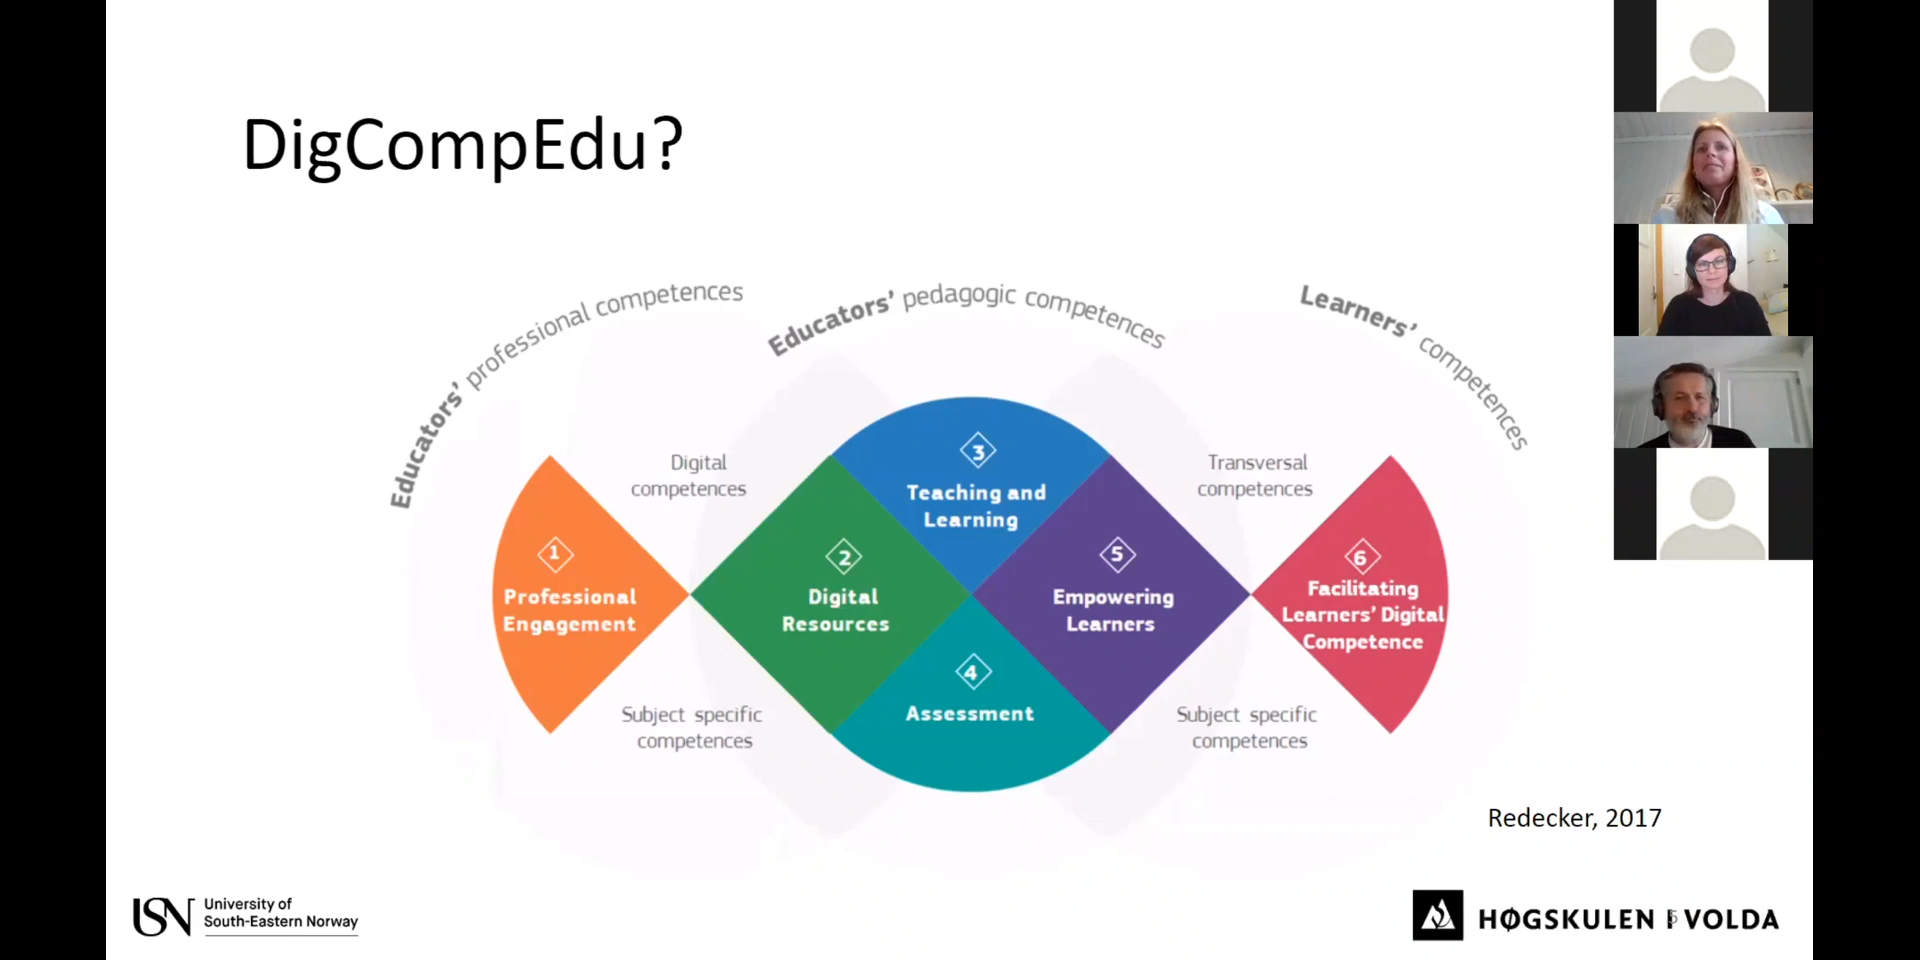 DigCompEdu?
Educators' professional competences
Educators' pedagogic competences
Learners' competences
Digital
competences
Transversal
competences
3
Teaching and
Learning
1
Professional
Engagement
2
Digital
Resources
5
Empowering
Learners
6
Facilitating
Learners' Digital
Competence
4
Assessment
Subject specific
competences
Subject specific
competences
Redecker, 2017
USN
University of
South-Eastern Norway
HØGSKULEN I VOLDA
5